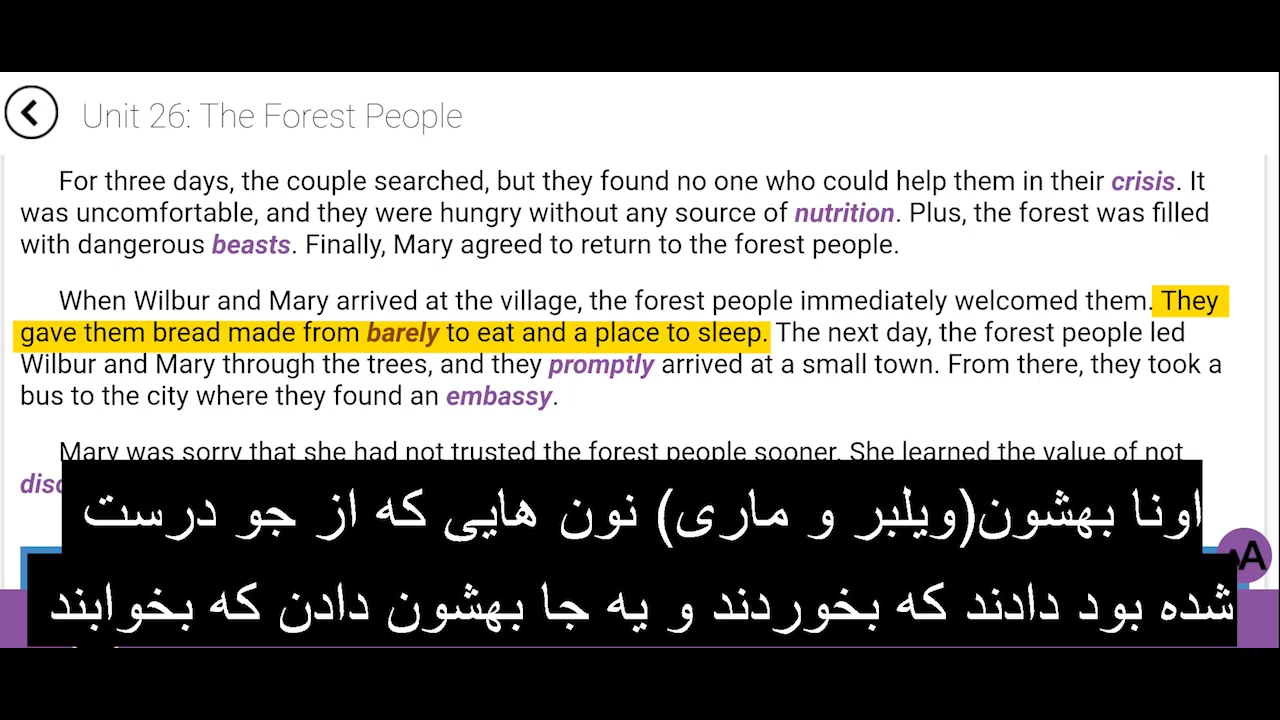 Unit 26: The Forest People
For three days, the couple searched, but they found no one who could help them in their crisis. It
was uncomfortable, and they were hungry without any source of nutrition. Plus, the forest was filled
with dangerous beasts. Finally, Mary agreed to return to the forest people.
When Wilbur and Mary arrived at the village, the forest people immediately welcomed them. They
gave them bread made from barely to eat and a place to sleep. The next day, the forest people led
Wilbur and Mary through the trees, and they promptly arrived at a small town. From there, they took a
bus to the city where they found an embassy.
Mary was sorry that she had not trusted the forest people sooner. She learned the value of not
اونا بهشون(ویلبر و ماری) نون هایی که از جو درست
شده بود دادند که بخوردند و یه جا بهشون دادن که بخوابند
A